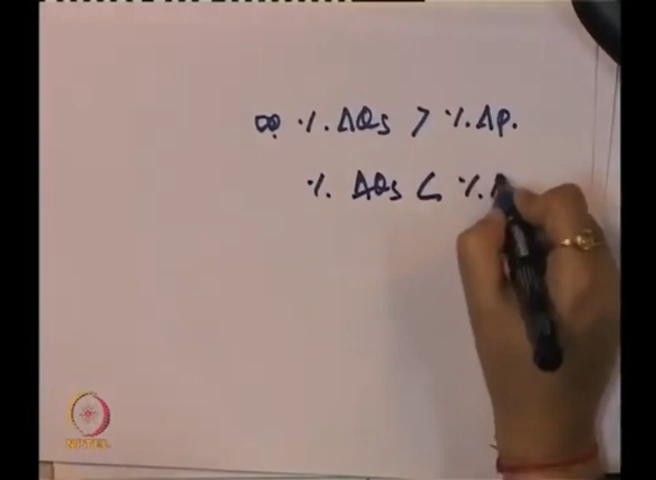 ∞ %. ΔQs > %. ΔP.
%. ΔQs < %. Δ
NPTEL